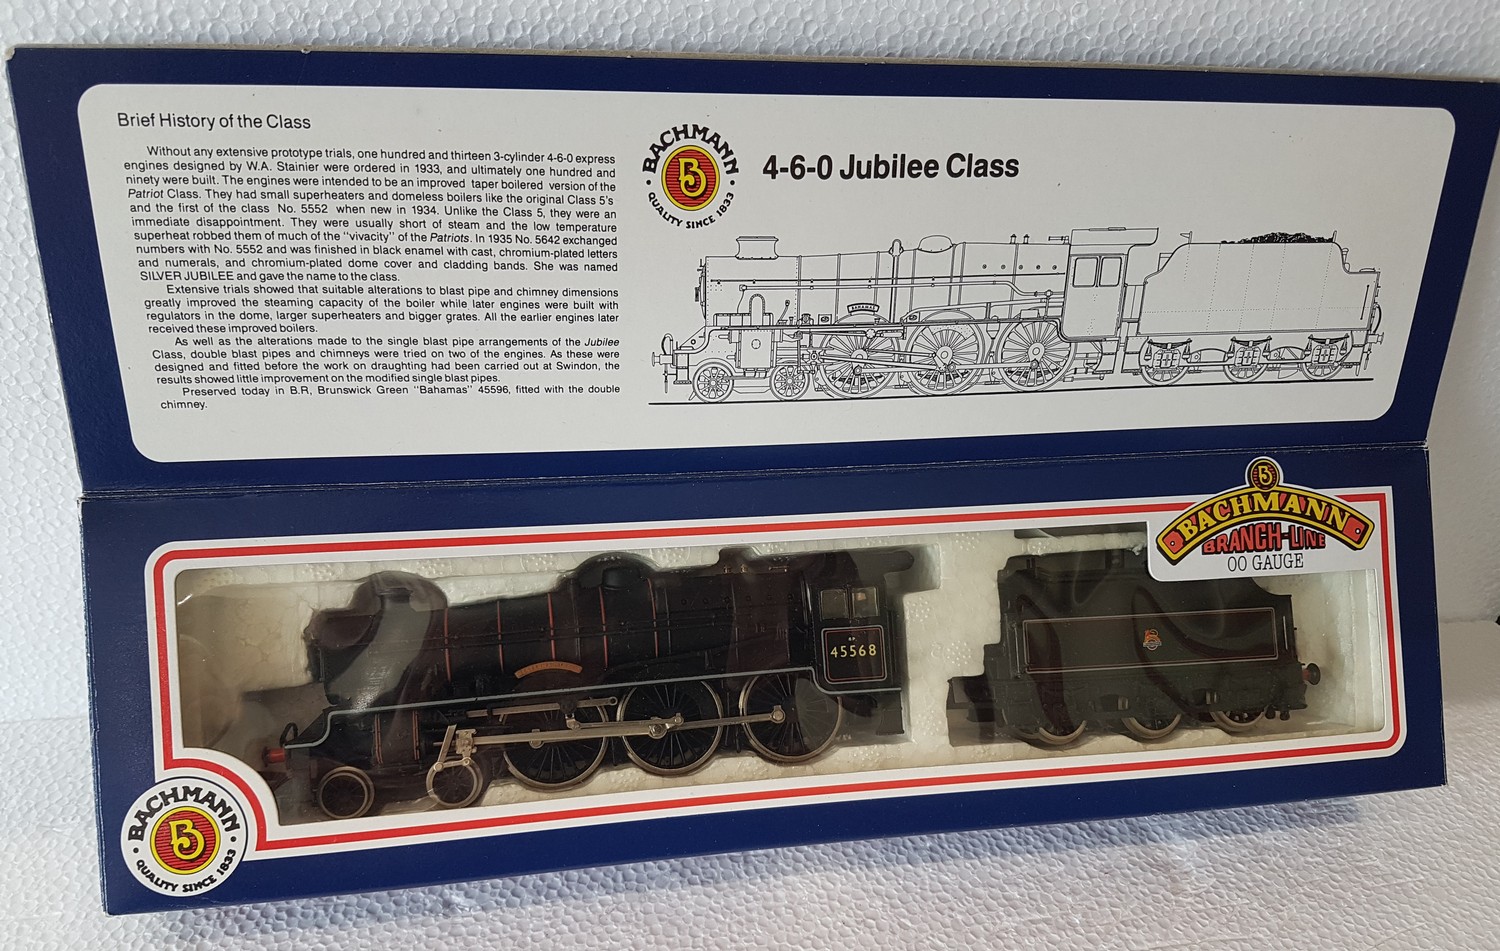 Brief History of the Class
Without any extensive prototype trials, one hundred and thirteen 3-cylinder 4-6-0 express
engines designed by W.A. Stainier were ordered in 1933, and ultimately one hundred and
ninety were built. The engines were intended to be an improved taper boilered version of the
Patriot Class. They had small superheaters and domeless boilers like the original Class 5's
and the first of the class No. 5552 when new in 1934. Unlike the Class 5, they were an
immediate disappointment. They were usually short of steam and the low temperature
superheat robbed them of much of the "vivacity" of the Patriots. In 1935 No. 5642 exchanged
numbers with No. 5552 and was finished in black enamel with cast, chromium-plated letters
and numerals, and chromium-plated dome cover and cladding bands. She was named
SILVER JUBILEE and gave the name to the class.
Extensive trials showed that suitable alterations to blast pipe and chimney dimensions
greatly improved the steaming capacity of the boiler while later engines were built with
regulators in the dome, larger superheaters and bigger grates. All the earlier engines later
received these improved boilers.
As well as the alterations made to the single blast pipe arrangements of the Jubilee
Class, double blast pipes and chimneys were tried on two of the engines. As these were
designed and fitted before the work on draughting had been carried out at Swindon, the
results showed little improvement on the modified single blast pipes.
Preserved today in B.R, Brunswick Green "Bahamas" 45596, fitted with the double
chimney.
BACHMANN
B
QUALITY SINCE 1833
4-6-0 Jubilee Class
BAHAMAS
B
BACHMANN
BRANCH-LINE
OO GAUGE
6P
45568
BACHMANN
B
QUALITY SINCE 1833